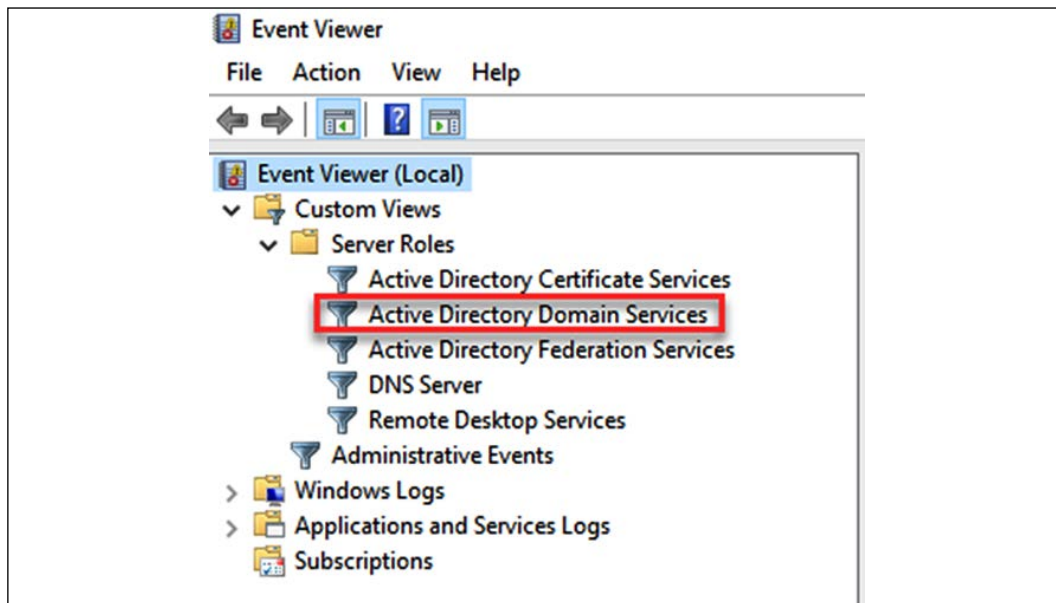 Event Viewer
File Action View Help
?
Event Viewer (Local)
Custom Views
Server Roles
Active Directory Certificate Services
Active Directory Domain Services
Active Directory Federation Services
DNS Server
Remote Desktop Services
Administrative Events
Windows Logs
Applications and Services Logs
Subscriptions